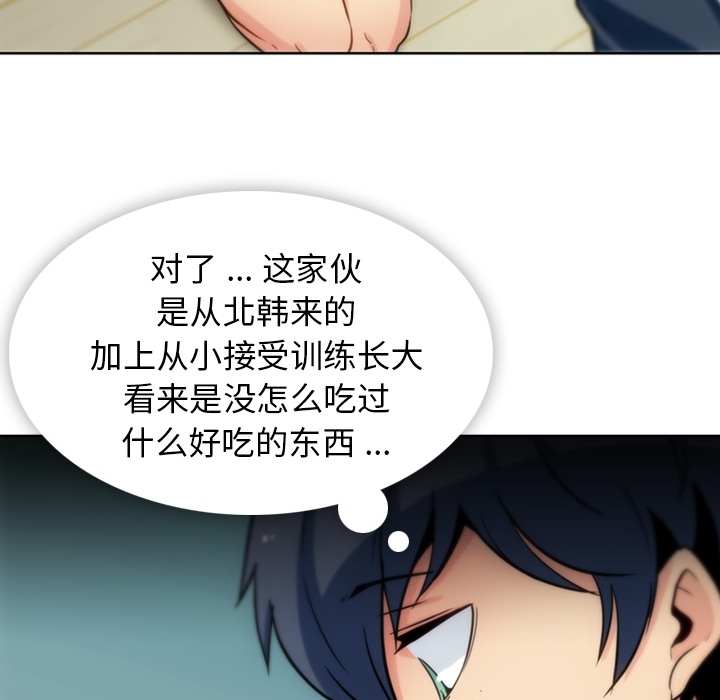 对了 ... 这家伙
是从北韩来的
加上从小接受训练长大
看来是没怎么吃过
什么好吃的东西 ...